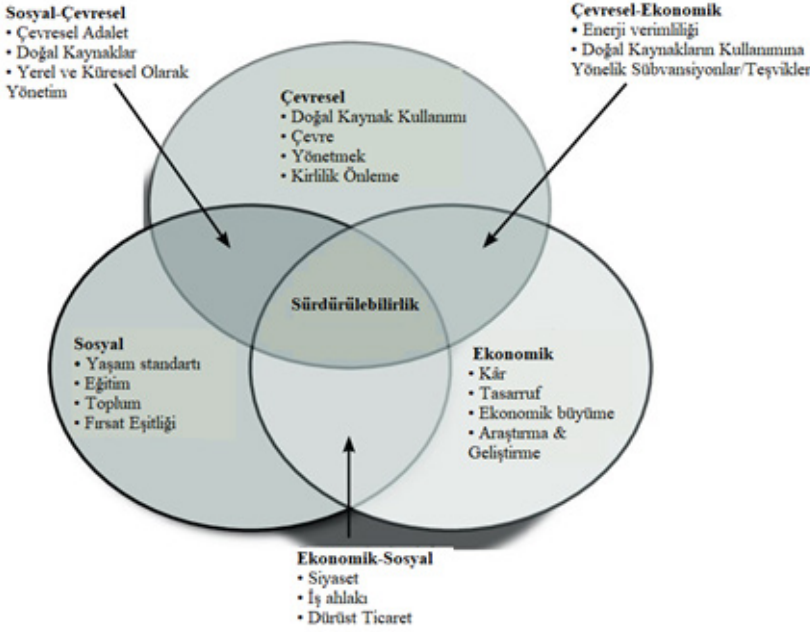 Sosyal-Çevresel
• Çevresel Adalet
• Doğal Kaynaklar
• Yerel ve Küresel Olarak
Yönetim
Çevresel-Ekonomik
• Enerji verimliliği
• Doğal Kaynakların Kullanımına
Yönelik Sübvansiyonlar/Teşvikler
Çevresel
• Doğal Kaynak Kullanımı
• Çevre
• Yönetmek
• Kirlilik Önleme
Sürdürülebilirlik
Sosyal
• Yaşam standartı
• Eğitim
• Toplum
• Fırsat Eşitliği
Ekonomik
• Kâr
• Tasarruf
• Ekonomik büyüme
• Araştırma &
Geliştirme
Ekonomik-Sosyal
• Siyaset
• İş ahlakı
• Dürüst Ticaret